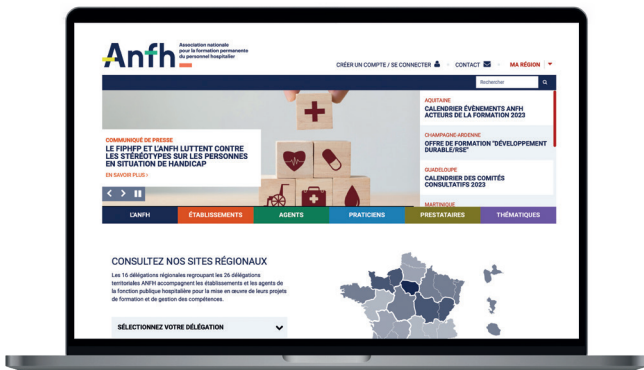 Anfh
Association nationale
pour la formation permanente
du personnel hospitalier
CRÉER UN COMPTE / SE CONNECTER
CONTACT
MA RÉGION
Rechercher
COMMUNIQUÉ DE PRESSE
LE FIPHFP ET L'ANFH LUTTENT CONTRE
LES STÉRÉOTYPES SUR LES PERSONNES
EN SITUATION DE HANDICAP
EN SAVOIR PLUS >
AQUITAINE
CALENDRIER ÉVÈNEMENTS ANFH
ACTEURS DE LA FORMATION 2023
CHAMPAGNE-ARDENNE
OFFRE DE FORMATION "DÉVELOPPEMENT
DURABLE/RSE"
GUADELOUPE
CALENDRIER DES COMITÉS
CONSULTATIFS 2023
MARTINIQUE
L'ANFH
ÉTABLISSEMENTS
AGENTS
PRATICIENS
PRESTATAIRES
THÉMATIQUES
CONSULTEZ NOS SITES RÉGIONAUX
Les 16 délégations régionales regroupant les 26 délégations
territoriales ANFH accompagnent les établissements et les agents de
la fonction publique hospitalière pour la mise en œuvre de leurs projets
de formation et de gestion des compétences.
SÉLECTIONNEZ VOTRE DÉLÉGATION